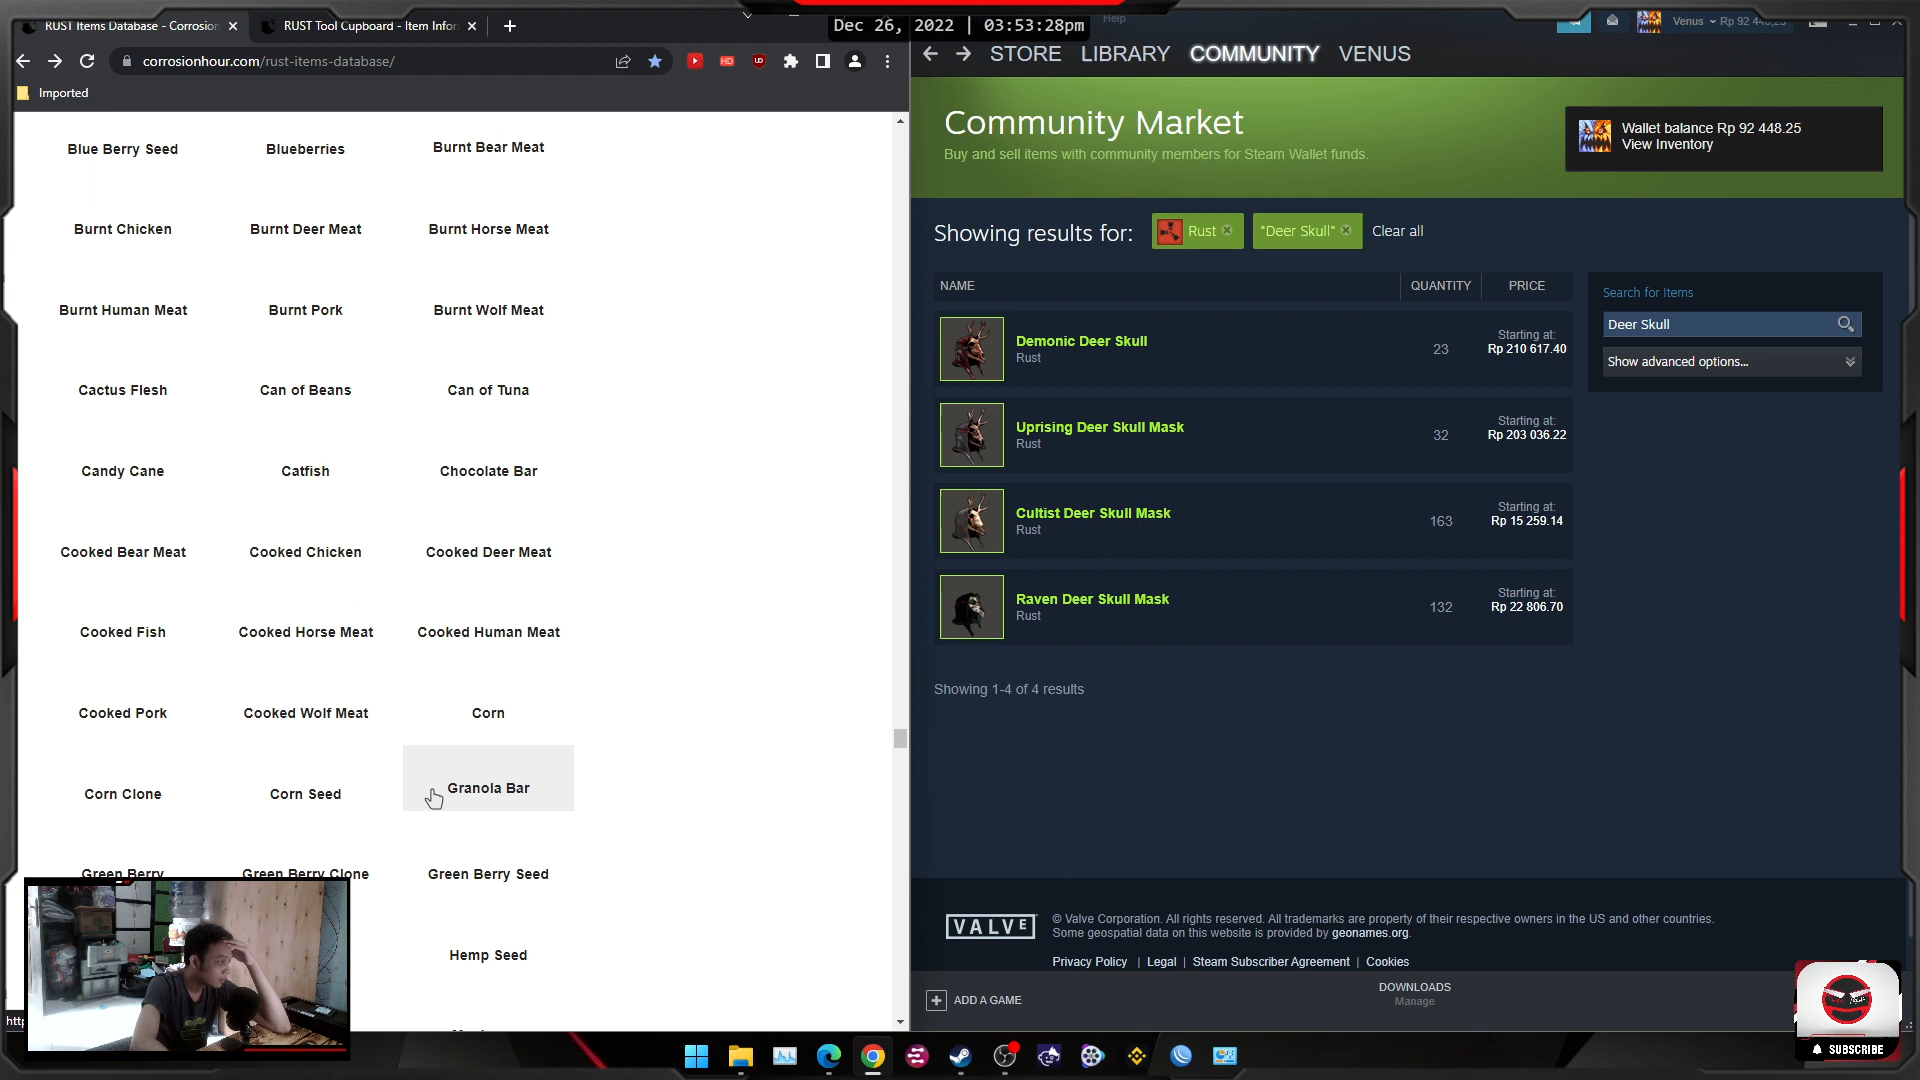 RUST Items Database - Corrosion
RUST Tool Cupboard - Item Infor
Dec 26, 2022 | 03:53:28pm
Help
Venus
corrosionhour.com/rust-items-database/
Imported
STORE LIBRARY COMMUNITY VENUS
Blue Berry Seed Blueberries Burnt Bear Meat
Burnt Chicken Burnt Deer Meat Burnt Horse Meat
Burnt Human Meat Burnt Pork Burnt Wolf Meat
Cactus Flesh Can of Beans Can of Tuna
Candy Cane Catfish Chocolate Bar
Cooked Bear Meat Cooked Chicken Cooked Deer Meat
Cooked Fish Cooked Horse Meat Cooked Human Meat
Cooked Pork Cooked Wolf Meat Corn
Corn Clone Corn Seed Granola Bar
Green Berry Green Berry Clone Green Berry Seed
Hemp Seed
Community Market
Buy and sell items with community members for Steam Wallet funds.
Wallet balance Rp 92 448.25
View Inventory
Showing results for: Rust "Deer Skull" Clear all
NAME QUANTITY PRICE
Demonic Deer Skull
Rust
23
Starting at:
Rp 210 617.40
Uprising Deer Skull Mask
Rust
32
Starting at:
Rp 203 036.22
Cultist Deer Skull Mask
Rust
163
Starting at:
Rp 15 259.14
Raven Deer Skull Mask
Rust
132
Starting at:
Rp 22 806.70
Showing 1-4 of 4 results
Search for Items
Deer Skull
Show advanced options...
VALVE
© Valve Corporation. All rights reserved. All trademarks are property of their respective owners in the US and other countries.
Some geospatial data on this website is provided by geonames.org.
Privacy Policy | Legal | Steam Subscriber Agreement | Cookies
ADD A GAME
DOWNLOADS
Manage
SUBSCRIBE